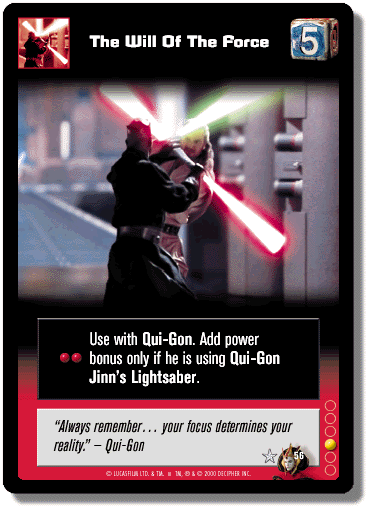 The Will Of The Force
5
Use with Qui-Gon. Add power
bonus only if he is using Qui-Gon
Jinn's Lightsaber.
“Always remember… your focus determines your
reality.” – Qui-Gon
56
© LUCASFILM LTD. & TM. ■ TM, ® & © 2000 DECIPHER INC.